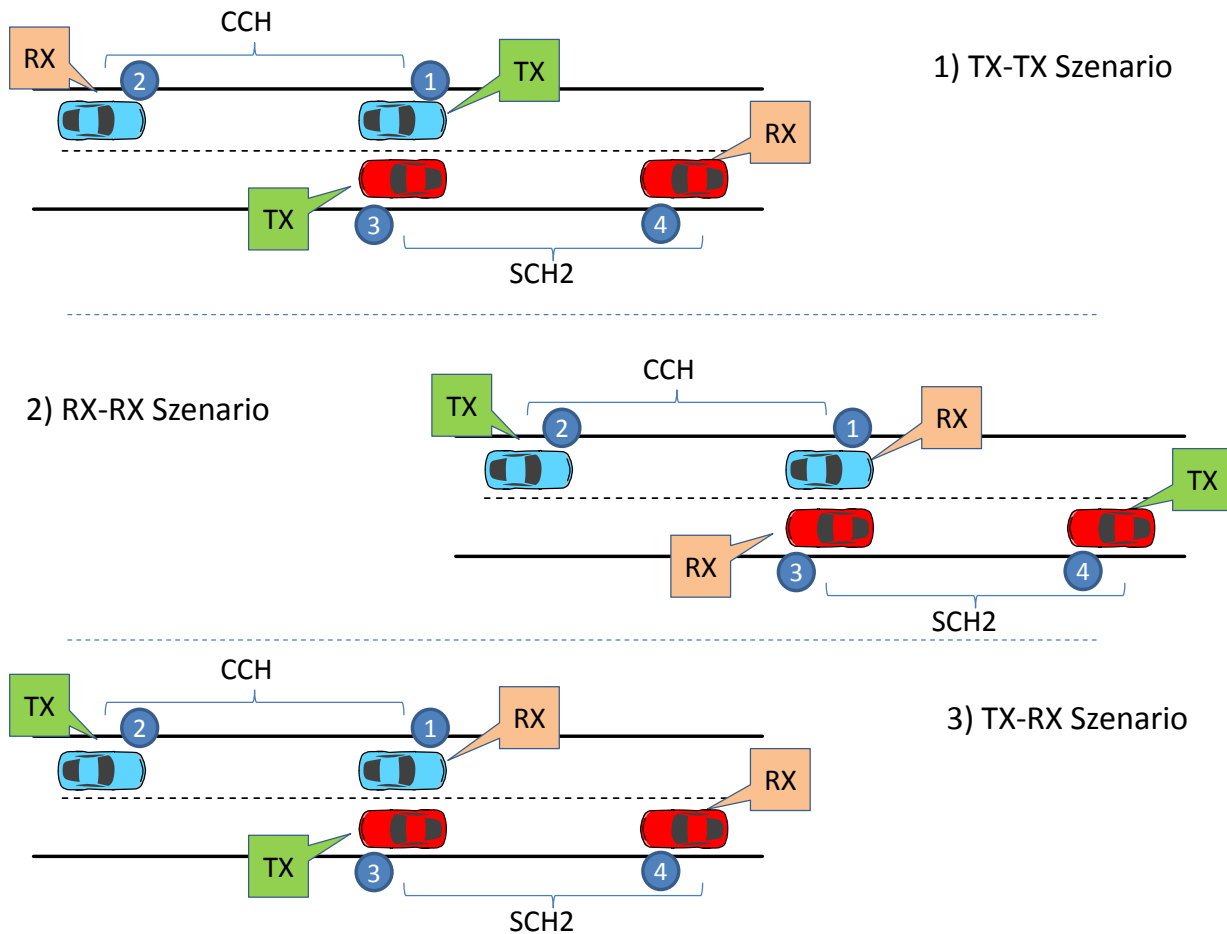 CCH
RX
2
1
TX
1) TX-TX Szenario
RX
TX
3
4
SCH2
2) RX-RX Szenario
CCH
TX
2
1
RX
TX
RX
3
4
SCH2
CCH
TX
2
1
RX
3) TX-RX Szenario
RX
TX
3
4
SCH2